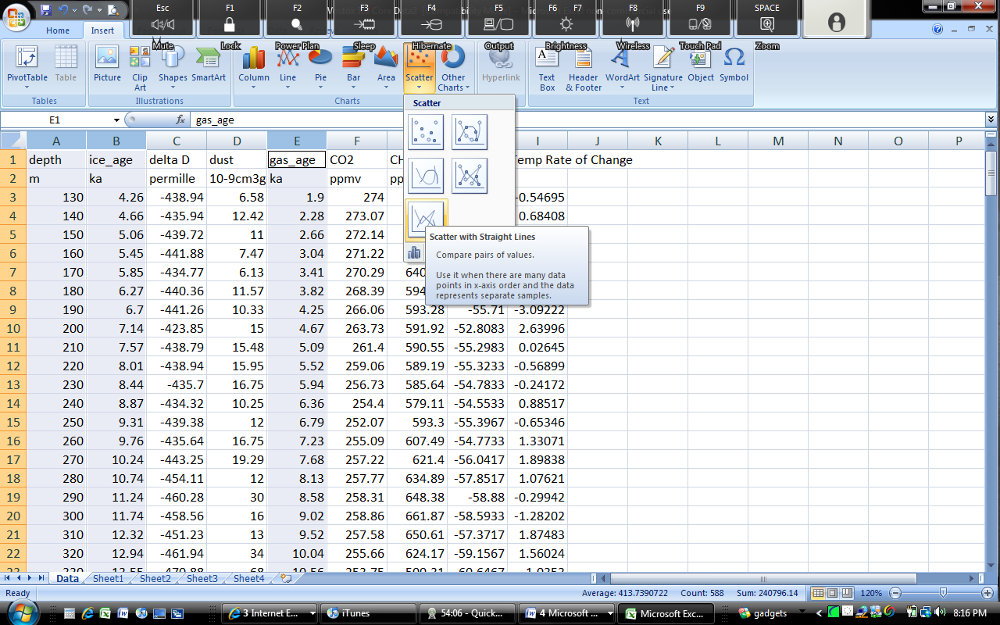 Esc F1 F2 F3 F4 F5 F6 F7 F8 F9 SPACE
Mute Lock Power Plan Sleep Hibernate Output Brightness Wireless Touch Pad Zoom
Home Insert
PivotTable Table Picture Clip Art Shapes SmartArt Column Line Pie Bar Area Scatter Other Charts Hyperlink Text Box Header & Footer WordArt Signature Line Object Symbol
Tables Illustrations Charts Text
Scatter
E1 fx gas_age
A B C D E F I J K L M N O P
1 depth ice_age delta D dust gas_age CO2 Temp Rate of Change
2 m ka permille 10-9cm3g ka ppmv
3 130 4.26 -438.94 6.58 1.9 274 -0.54695
4 140 4.66 -435.94 12.42 2.28 273.07 0.68408
5 150 5.06 -439.72 11 2.66 272.14
6 160 5.45 -441.88 7.47 3.04 271.22
7 170 5.85 -434.77 6.13 3.41 270.29
8 180 6.27 -440.36 11.57 3.82 268.39
9 190 6.7 -441.26 10.33 4.25 266.06 593.28 -55.71 -3.09222
10 200 7.14 -423.85 15 4.67 263.73 591.92 -52.8083 2.63996
11 210 7.57 -438.79 15.48 5.09 261.4 590.55 -55.2983 0.02645
12 220 8.01 -438.94 15.95 5.52 259.06 589.19 -55.3233 -0.56899
13 230 8.44 -435.7 16.75 5.94 256.73 585.64 -54.7833 -0.24172
14 240 8.87 -434.32 10.25 6.36 254.4 579.11 -54.5533 0.88517
15 250 9.31 -439.38 12 6.79 252.07 593.3 -55.3967 -0.65346
16 260 9.76 -435.64 16.75 7.23 255.09 607.49 -54.7733 1.33071
17 270 10.24 -443.25 19.29 7.68 257.22 621.4 -56.0417 1.89838
18 280 10.74 -454.11 12 8.13 257.77 634.89 -57.8517 1.07621
19 290 11.24 -460.28 30 8.58 258.31 648.38 -58.88 -0.29942
20 300 11.74 -458.56 16 9.02 258.86 661.87 -58.5933 -1.28202
21 310 12.32 -451.23 13 9.52 257.58 650.61 -57.3717 1.87483
22 320 12.94 -461.94 34 10.04 255.66 624.17 -59.1567 1.56024
Scatter with Straight Lines
Compare pairs of values.
Use it when there are many data
points in x-axis order and the data
represents separate samples.
Data Sheet1 Sheet2 Sheet3 Sheet4
Ready Average: 413.7390722 Count: 588 Sum: 240796.14 120%
3 Internet E... iTunes 54:06 - Quick... 4 Microsoft ... Microsoft Exc... gadgets 8:16 PM